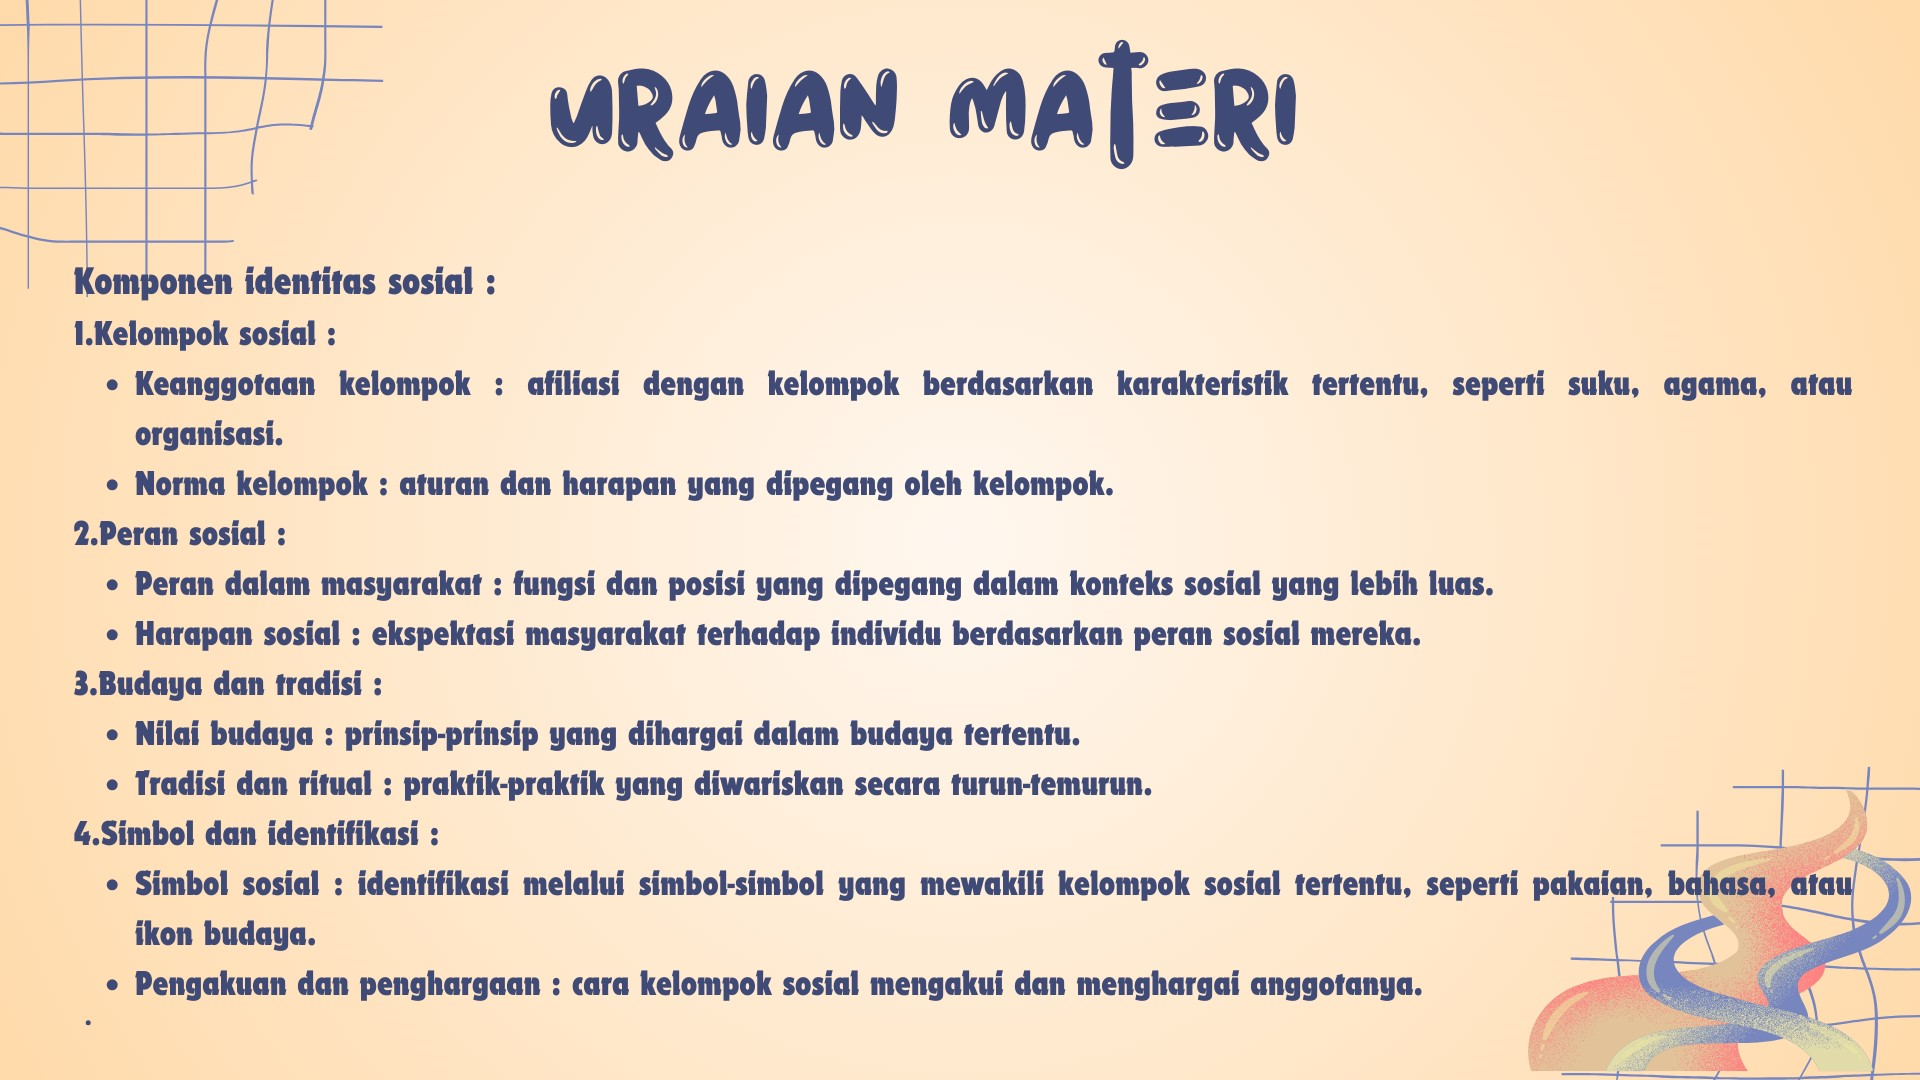 URAIAN MATERI
Komponen identitas sosial :
1.Kelompok sosial :
• Keanggotaan kelompok : afiliasi dengan kelompok berdasarkan karakteristik tertentu, seperti suku, agama, atau
organisasi.
• Norma kelompok : aturan dan harapan yang dipegang oleh kelompok.
2.Peran sosial :
• Peran dalam masyarakat : fungsi dan posisi yang dipegang dalam konteks sosial yang lebih luas.
• Harapan sosial : ekspektasi masyarakat terhadap individu berdasarkan peran sosial mereka.
3.Budaya dan tradisi :
• Nilai budaya : prinsip-prinsip yang dihargai dalam budaya tertentu.
• Tradisi dan ritual : praktik-praktik yang diwariskan secara turun-temurun.
4.Simbol dan identifikasi :
• Simbol sosial : identifikasi melalui simbol-simbol yang mewakili kelompok sosial tertentu, seperti pakaian, bahasa, atau
ikon budaya.
• Pengakuan dan penghargaan : cara kelompok sosial mengakui dan menghargai anggotanya.
.